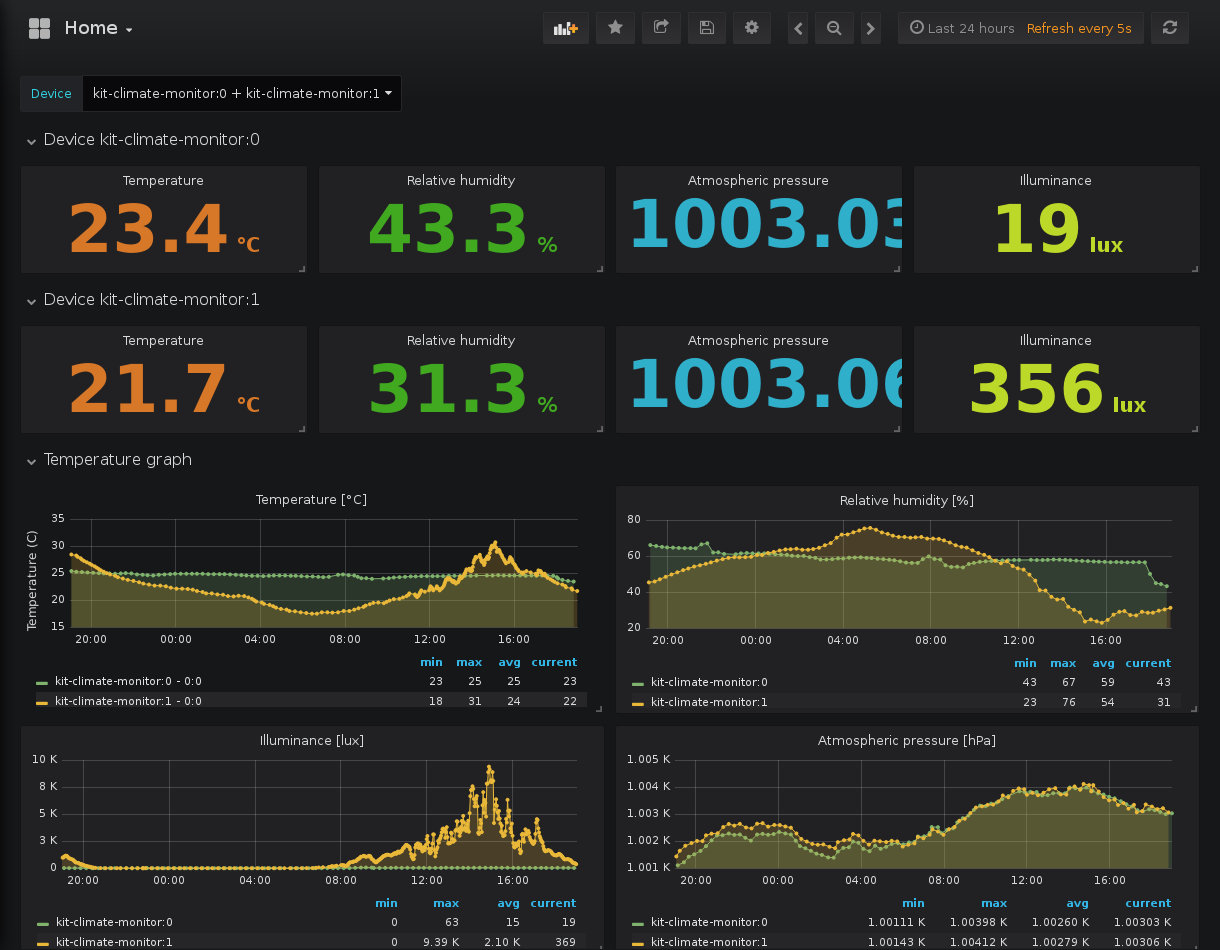 Home
Last 24 hours Refresh every 5s
Device kit-climate-monitor:0 + kit-climate-monitor:1
Device kit-climate-monitor:0
Temperature Relative humidity Atmospheric pressure Illuminance
23.4 °C 43.3 % 1003.03 19 lux
Device kit-climate-monitor:1
Temperature Relative humidity Atmospheric pressure Illuminance
21.7 °C 31.3 % 1003.06 356 lux
Temperature graph
Temperature [°C]
Temperature (C)
35
30
25
20
15
20:00 00:00 04:00 08:00 12:00 16:00
min max avg current
kit-climate-monitor:0 - 0:0 23 25 25 23
kit-climate-monitor:1 - 0:0 18 31 24 22
Relative humidity [%]
80
60
40
20
20:00 00:00 04:00 08:00 12:00 16:00
min max avg current
kit-climate-monitor:0 43 67 59 43
kit-climate-monitor:1 23 76 54 31
Illuminance [lux]
10 K
8 K
5 K
3 K
0
20:00 00:00 04:00 08:00 12:00 16:00
min max avg current
kit-climate-monitor:0 0 63 15 19
kit-climate-monitor:1 0 9.39 K 2.10 K 369
Atmospheric pressure [hPa]
1.005 K
1.004 K
1.003 K
1.002 K
1.001 K
20:00 00:00 04:00 08:00 12:00 16:00
min max avg current
kit-climate-monitor:0 1.00111 K 1.00398 K 1.00260 K 1.00303 K
kit-climate-monitor:1 1.00143 K 1.00412 K 1.00279 K 1.00306 K